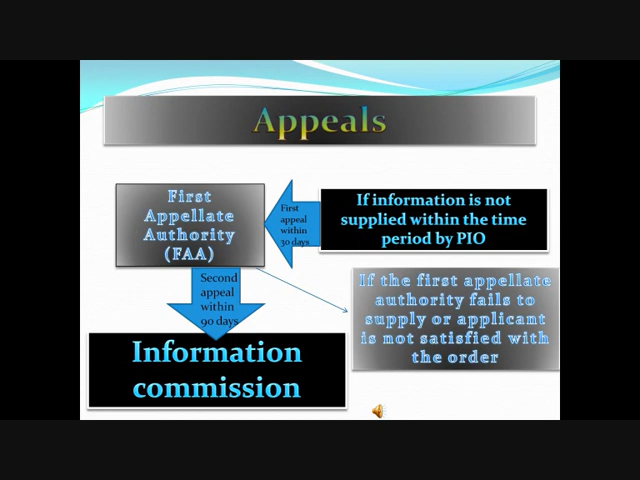 Appeals
First
Appellate
Authority
(FAA)
First
appeal
within
30 days
If information is not
supplied within the time
period by PIO
Second
appeal
within
90 days
If the first appellate
authority fails to
supply or applicant
is not satisfied with
the order
Information
commission